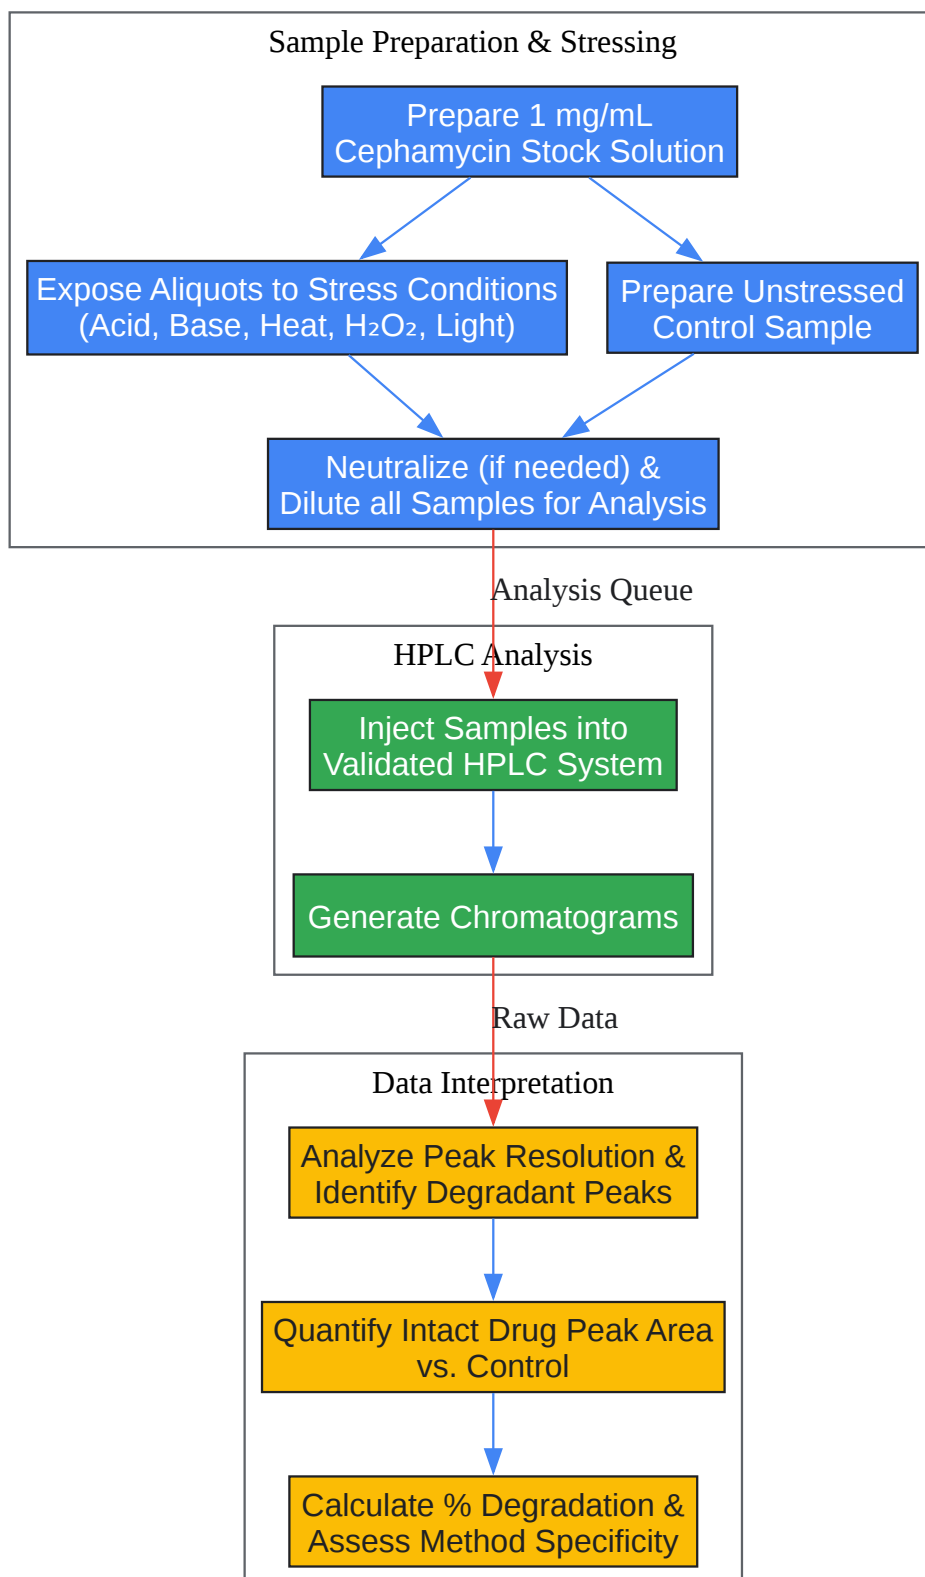 Sample Preparation & Stressing
Prepare 1 mg/mL
Cephamycin Stock Solution
Expose Aliquots to Stress Conditions
(Acid, Base, Heat, H₂O₂, Light)
Prepare Unstressed
Control Sample
Neutralize (if needed) &
Dilute all Samples for Analysis
Analysis Queue
HPLC Analysis
Inject Samples into
Validated HPLC System
Generate Chromatograms
Raw Data
Data Interpretation
Analyze Peak Resolution &
Identify Degradant Peaks
Quantify Intact Drug Peak Area
vs. Control
Calculate % Degradation &
Assess Method Specificity